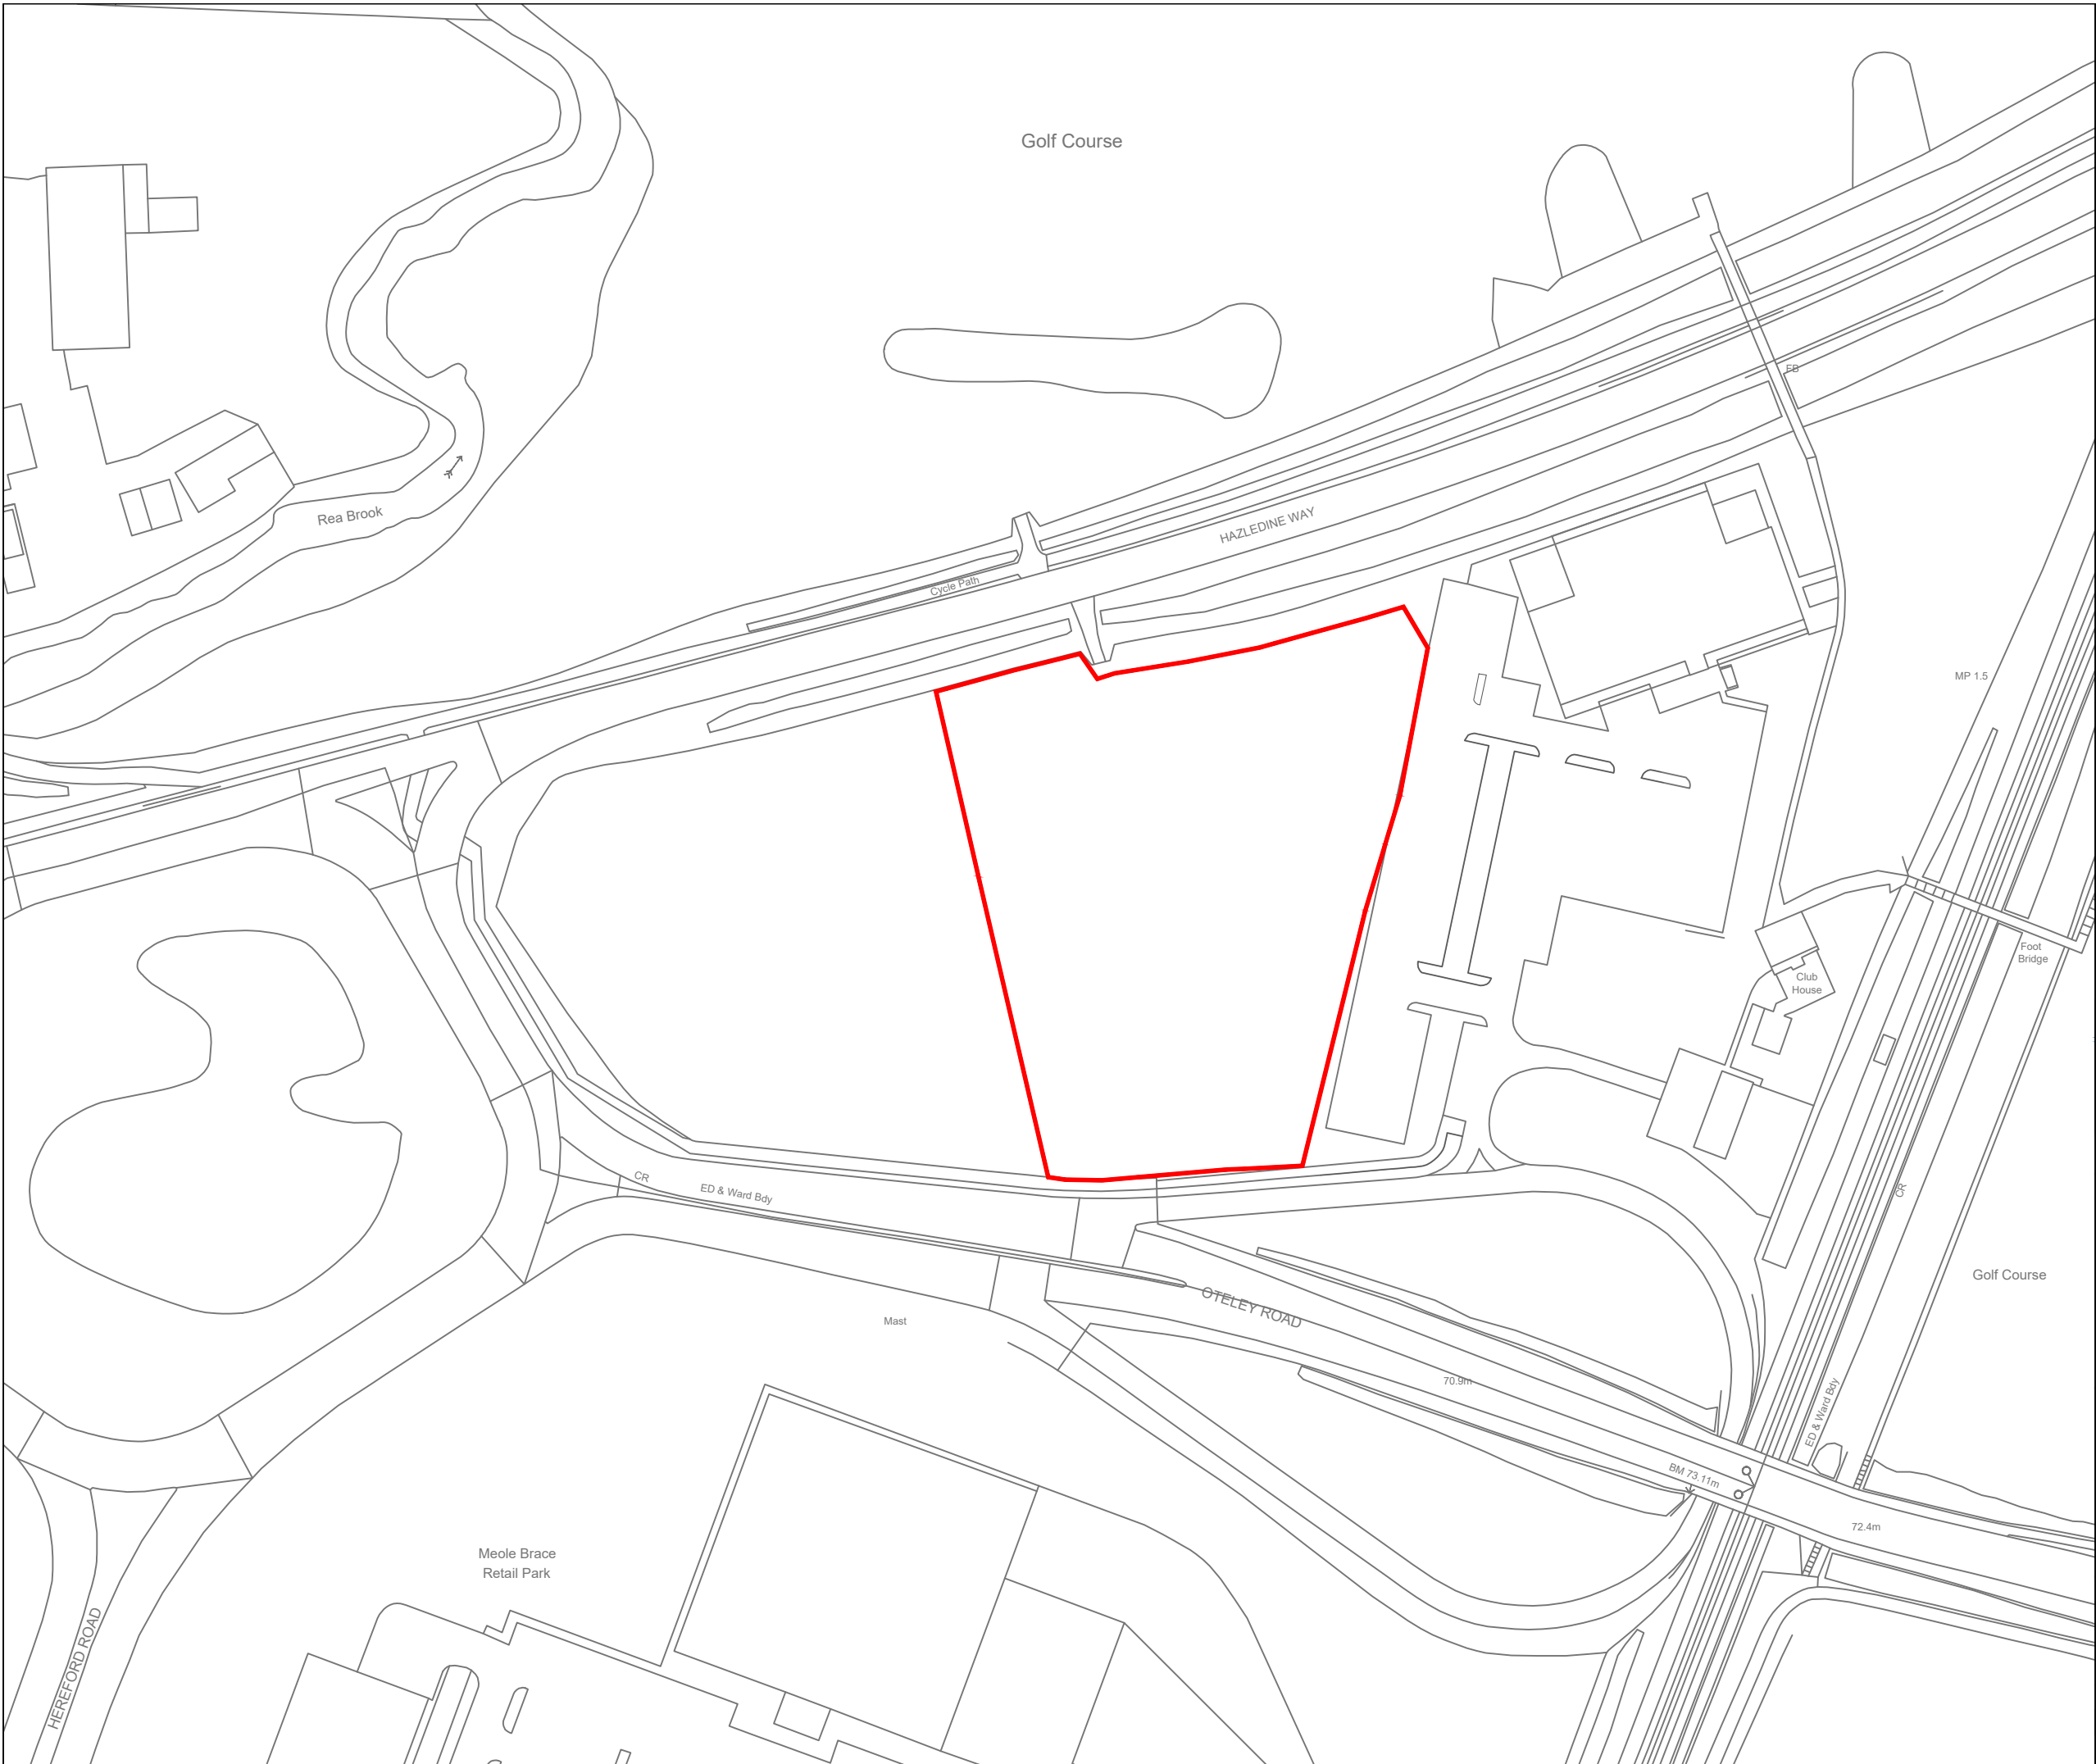 Golf Course
FB
Rea Brook
HAZLEDINE WAY
Cycle Path
MP 1.5
Foot
Bridge
Club
House
CR
ED & Ward Bdy
CR
Golf Course
OTELEY ROAD
Mast
70.9m
ED & Ward Bdy
BM 73.11m
72.4m
Meole Brace
Retail Park
HEREFORD ROAD